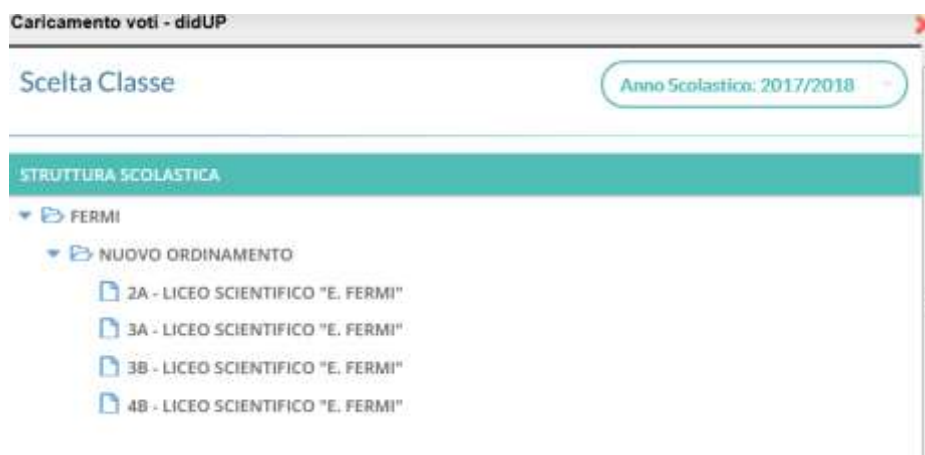 Caricamento voti - didUP
Scelta Classe
Anno Scolastico: 2017/2018
STRUTTURA SCOLASTICA
FERMI
NUOVO ORDINAMENTO
2A - LICEO SCIENTIFICO "E. FERMI"
3A - LICEO SCIENTIFICO "E. FERMI"
3B - LICEO SCIENTIFICO "E. FERMI"
4B - LICEO SCIENTIFICO "E. FERMI"